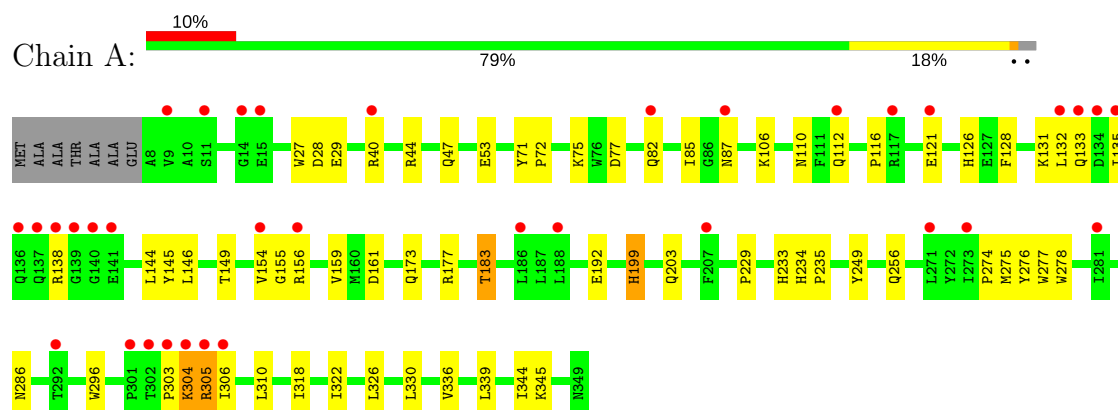 10%
Chain A:
79% 18% • •
MET ALA ALA THR ALA ALA GLU A8 V9 A10 S11 G14 E15 W27 D28 E29 R40 R44 Q47 E53 Y71 P72 K75 W76 D77 Q82 I85 G86 N87 K106 N110 F111 Q112 P116 R117 E121 H126 E127 F128 K131 L132 Q133 D134 I135
Q136 Q137 R138 G139 G140 E141 L144 Y145 L146 T149 V154 G155 R156 V159 M160 D161 Q173 R177 T183 L186 L187 L188 E192 H199 Q203 F207 P229 H233 H234 P235 Y249 Q256 L271 Y272 I273 P274 M275 Y276 W277 W278 I281
N286 T292 W296 P301 T302 P303 K304 R305 I306 L310 I318 I322 L326 L330 V336 L339 I344 K345 N349